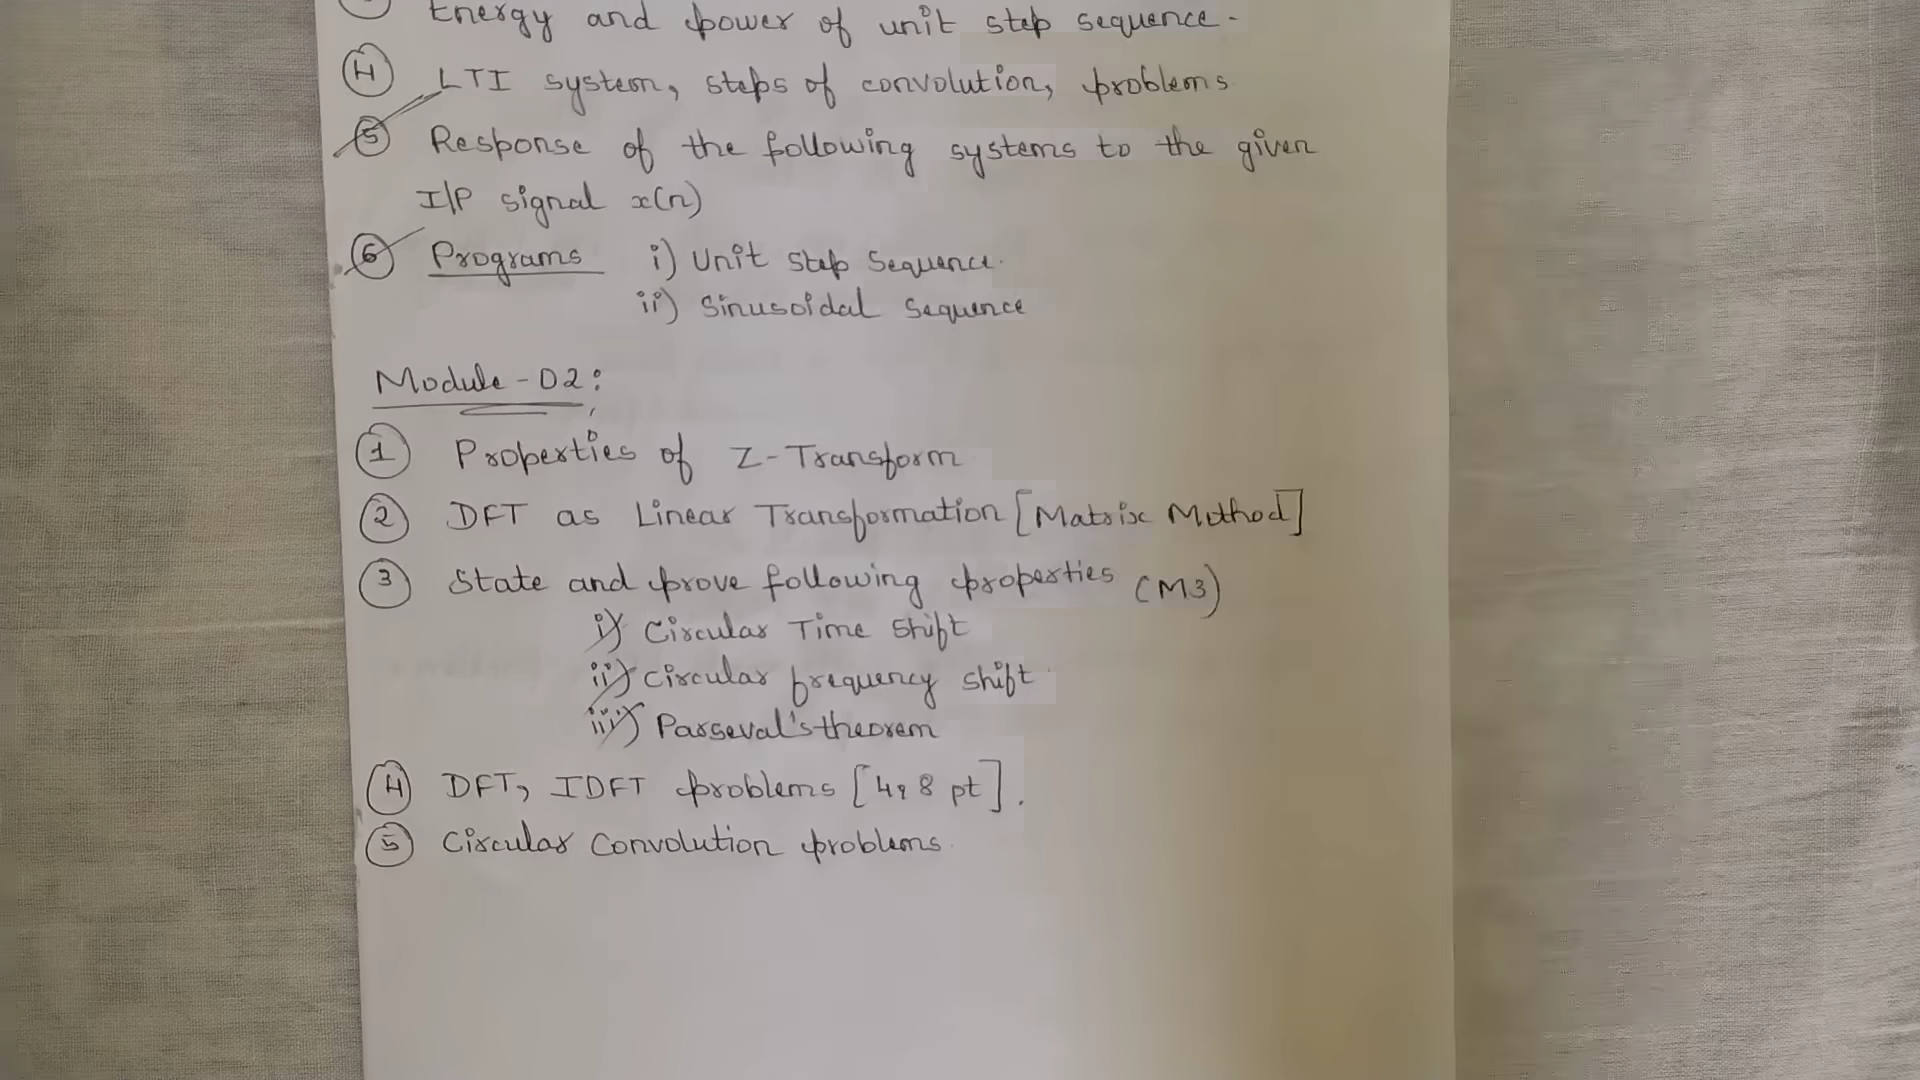 Energy and power of unit step sequence.
4 LTI system, steps of convolution, problems
5 Response of the following systems to the given
I/P signal x(n)
6 Programs i) Unit Step Sequence.
ii) Sinusoidal Sequence
Module-02:
1 Properties of Z-Transform
2 DFT as Linear Transformation [Matrix Method]
3 State and prove following properties (M3)
i) Circular Time Shift
ii) Circular frequency shift
iii) Parseval's theorem
4 DFT, IDFT problems [4,8 pt].
5 Circular Convolution problems.